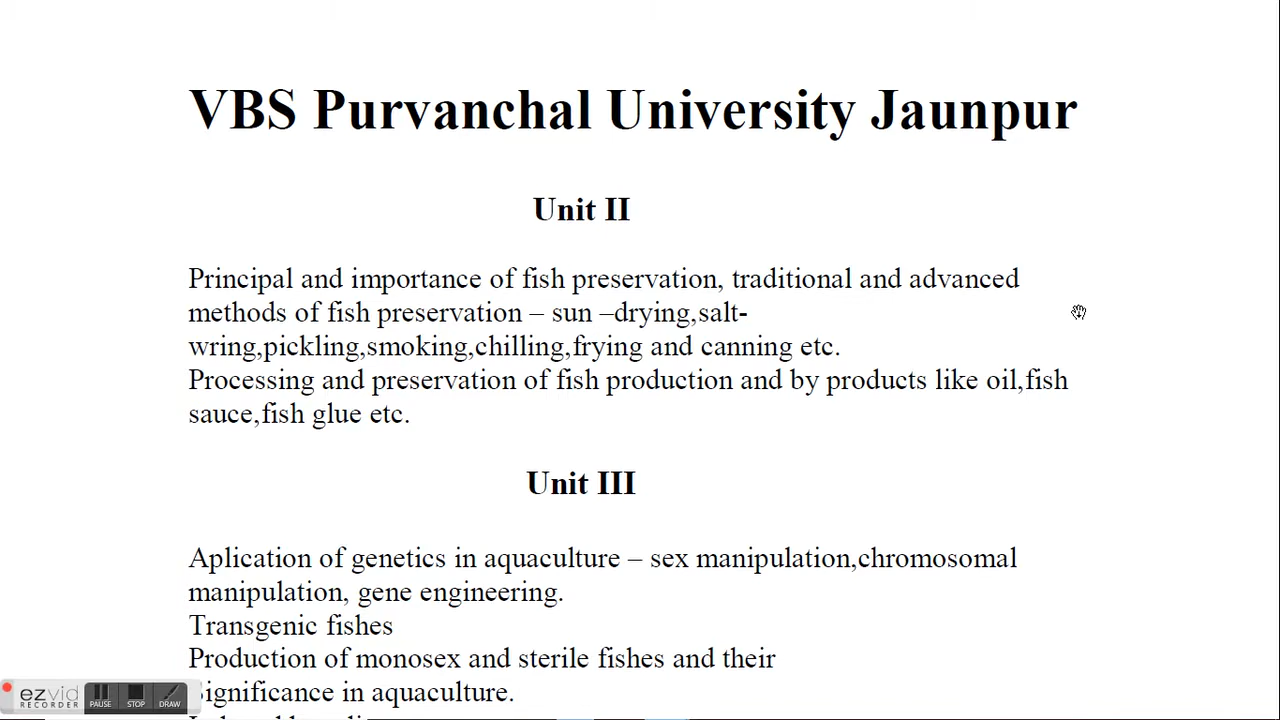 VBS Purvanchal University Jaunpur
Unit II
Principal and importance of fish preservation, traditional and advanced
methods of fish preservation – sun –drying,salt-
wring,pickling,smoking,chilling,frying and canning etc.
Processing and preservation of fish production and by products like oil,fish
sauce,fish glue etc.
Unit III
Aplication of genetics in aquaculture – sex manipulation,chromosomal
manipulation, gene engineering.
Transgenic fishes
Production of monosex and sterile fishes and their
Significance in aquaculture.
ezvid
RECORDER
PAUSE STOP DRAW